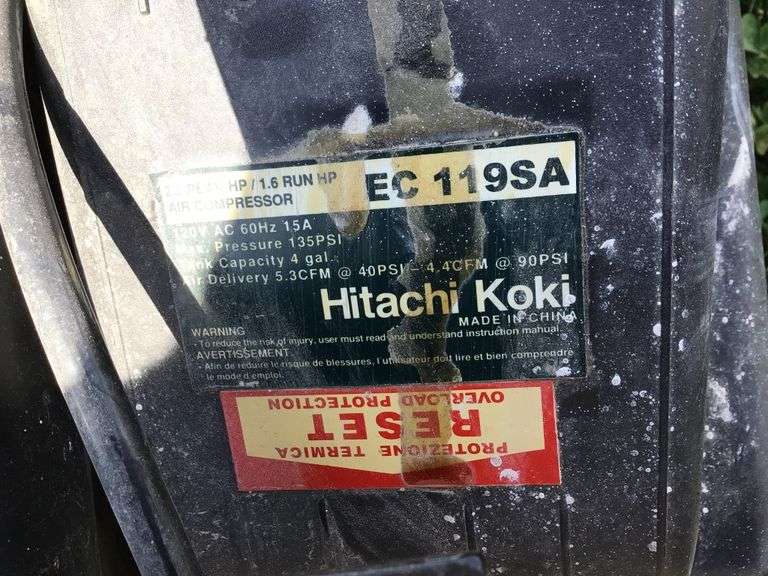 HP / 1.6 RUN HP
AIR COMPRESSOR
EC 119SA
120V AC 60Hz 15A
Pressure 135PSI
Capacity 4 gal.
Delivery 5.3CFM @ 40PSI - 4.4CFM @ 90PSI
Hitachi Koki
MADE IN CHINA
WARNING
- To reduce the risk of injury, user must read and understand instruction manual.
AVERTISSEMENT
- Afin de reduire le risque de blessures, l'utilisateur doit lire et bien comprendre
le mode d'emploi.
PROTEZIONE TERMICA
RESET
OVERLOAD PROTECTION